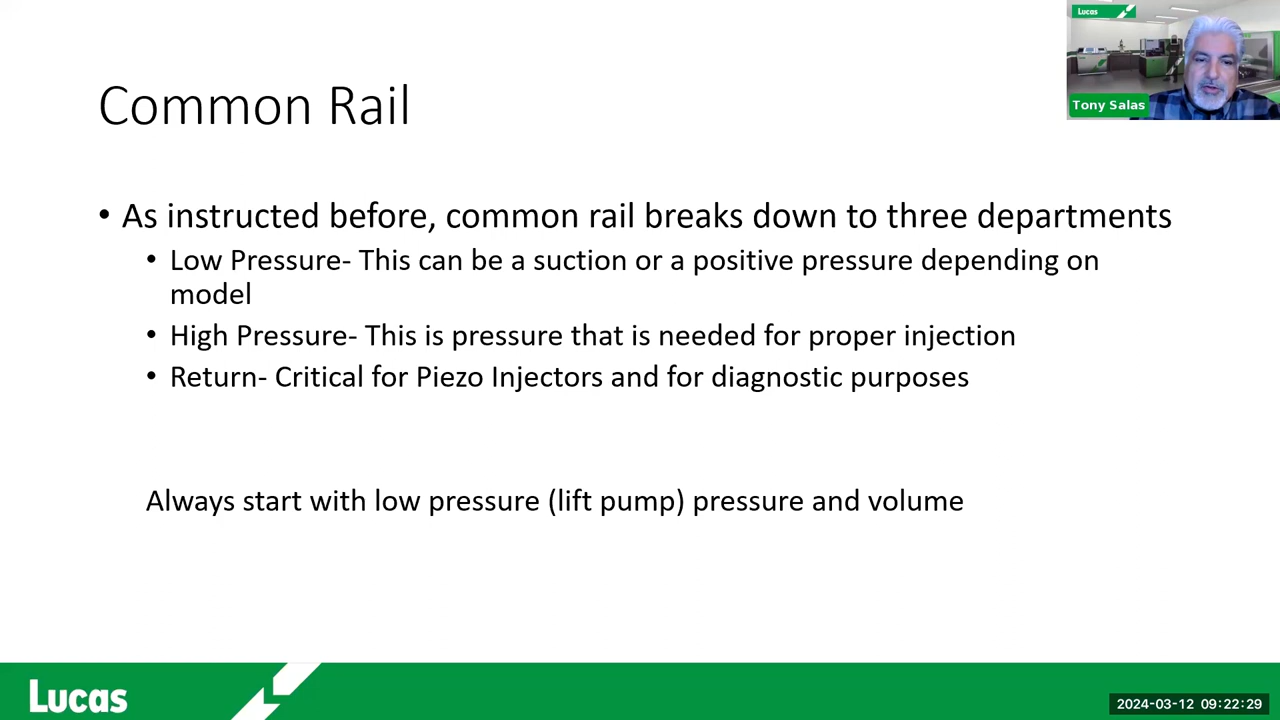 Lucas
Tony Salas
Common Rail
• As instructed before, common rail breaks down to three departments
• Low Pressure- This can be a suction or a positive pressure depending on
model
• High Pressure- This is pressure that is needed for proper injection
• Return- Critical for Piezo Injectors and for diagnostic purposes
Always start with low pressure (lift pump) pressure and volume
Lucas
2024-03-12 09:22:29